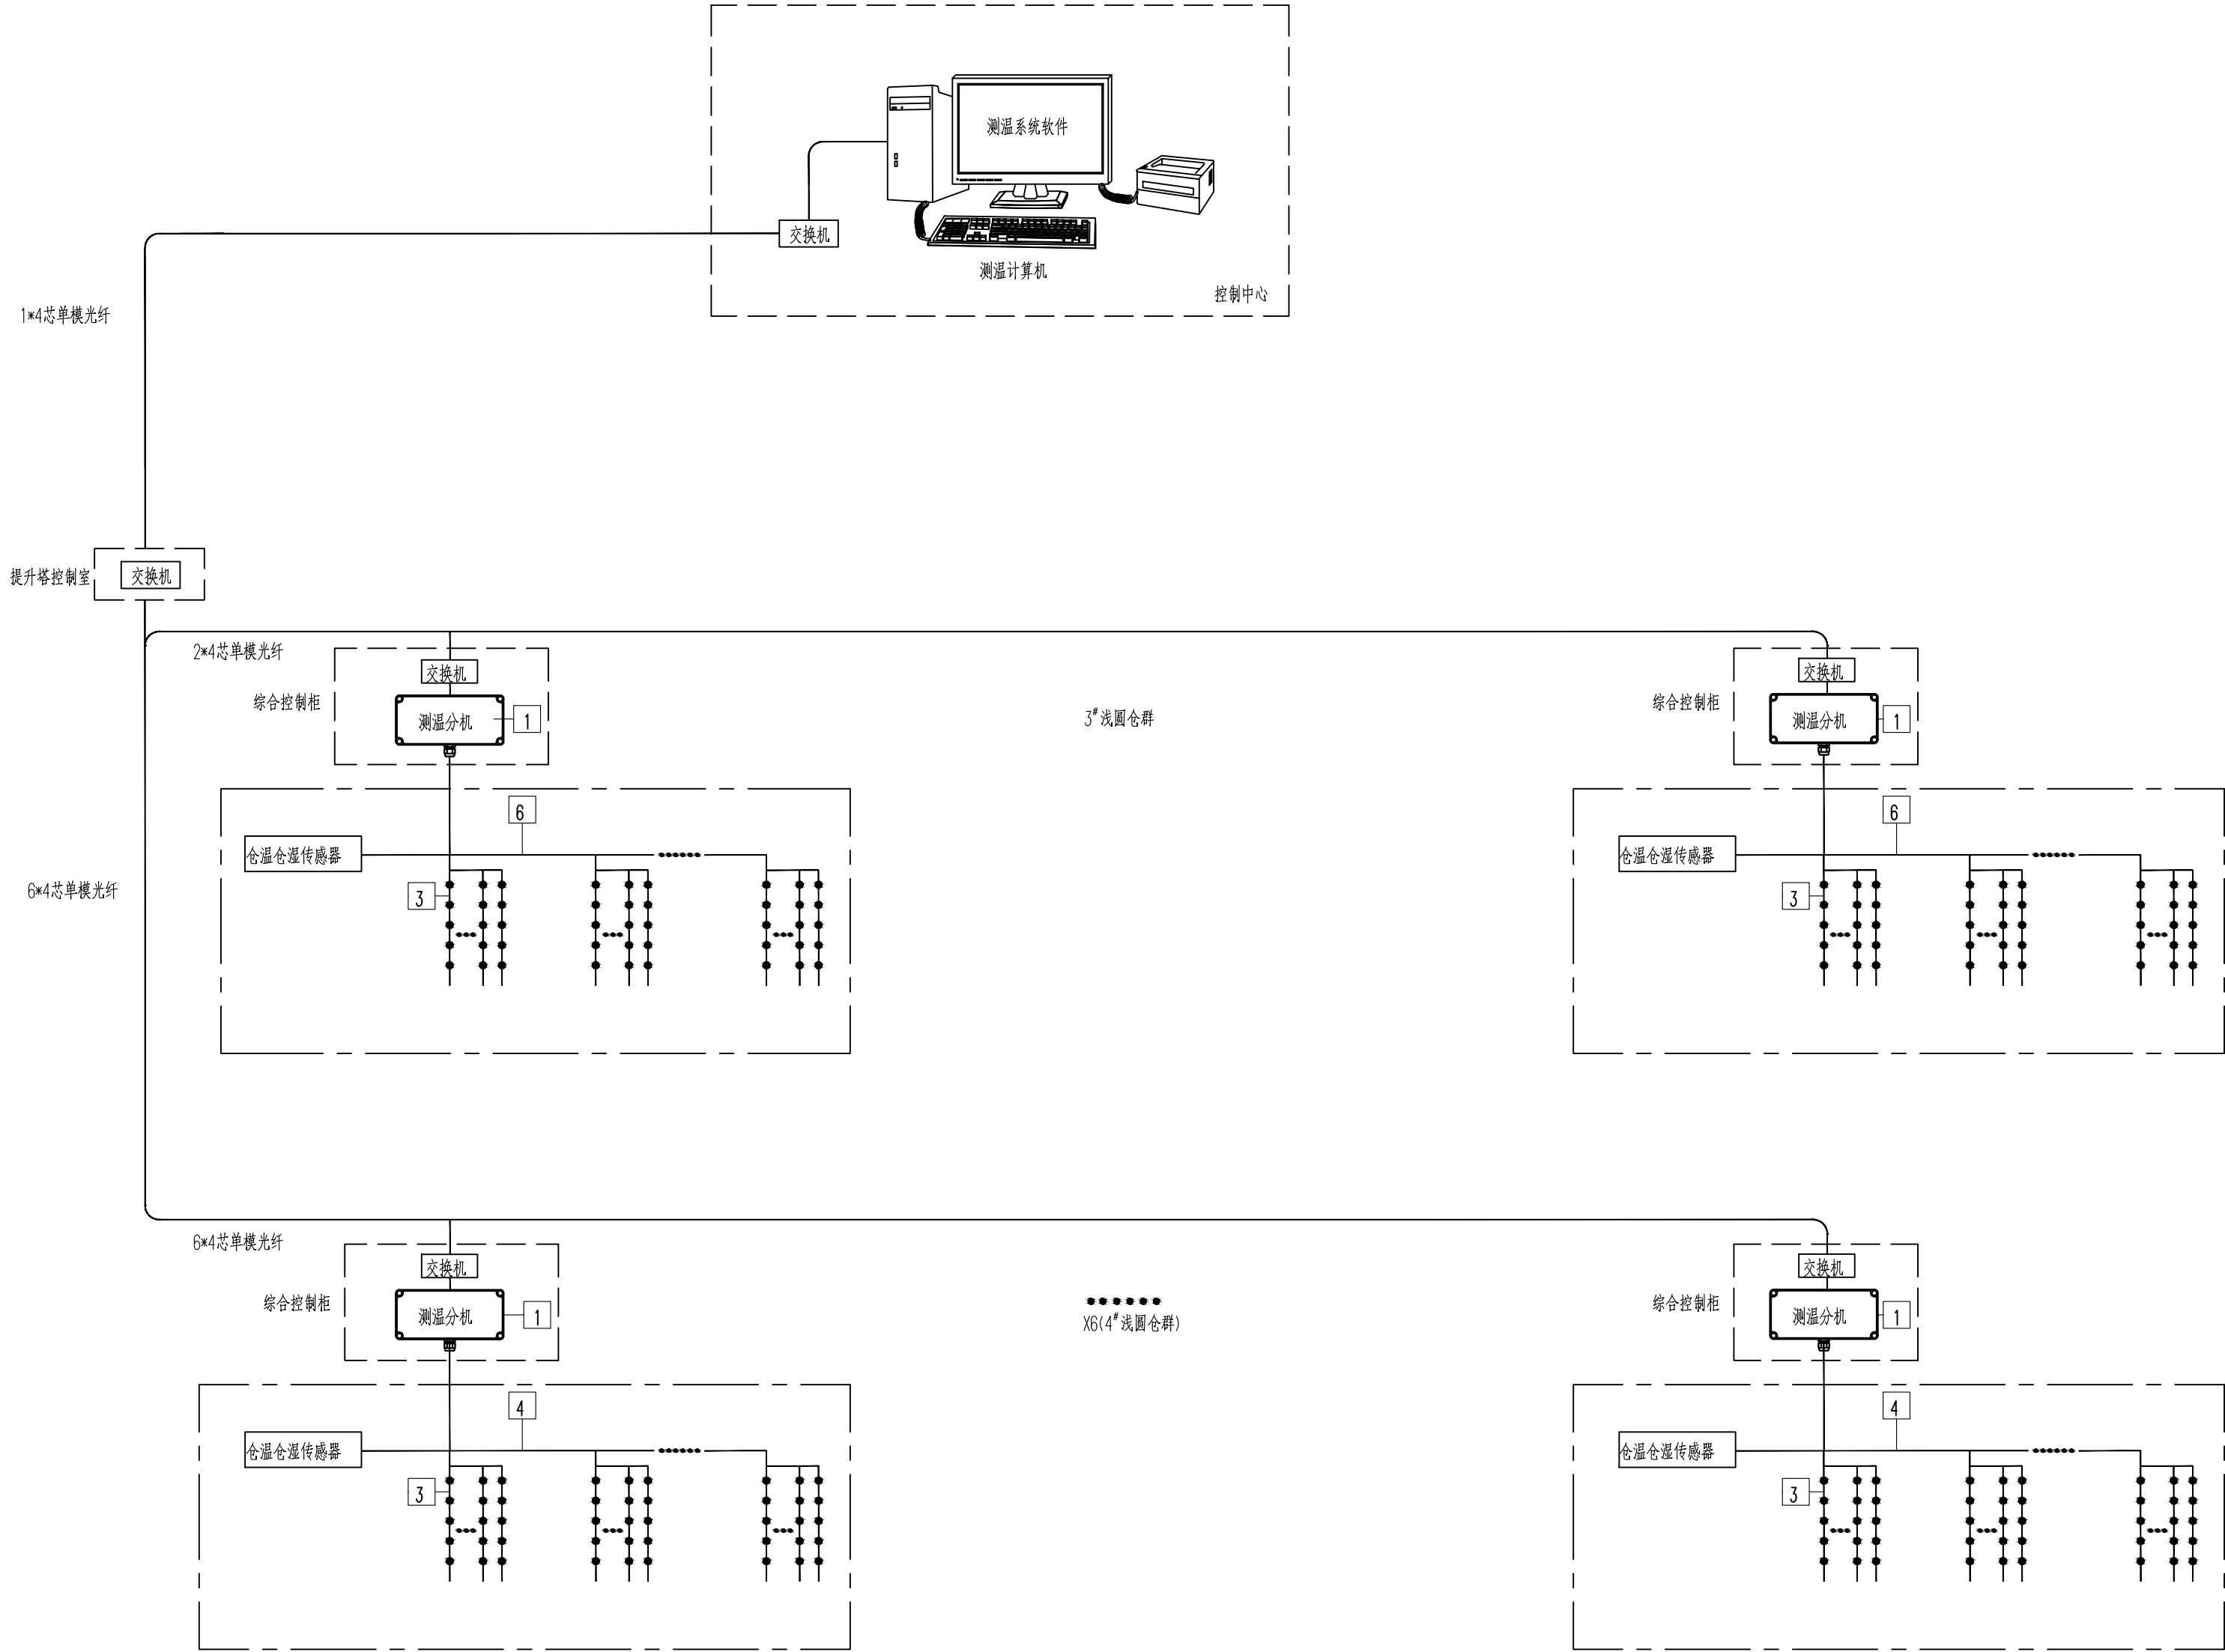 测温系统软件
交换机
测温计算机
控制中心
1*4芯单模光纤
提升塔控制室
交换机
2*4芯单模光纤
交换机
交换机
综合控制柜
测温分机
1
3#浅圆仓群
综合控制柜
测温分机
1
6
6
仓温仓湿传感器
仓温仓湿传感器
6*4芯单模光纤
3
3
6*4芯单模光纤
交换机
交换机
综合控制柜
测温分机
1
X6(4#浅圆仓群)
综合控制柜
测温分机
1
4
4
仓温仓湿传感器
仓温仓湿传感器
3
3